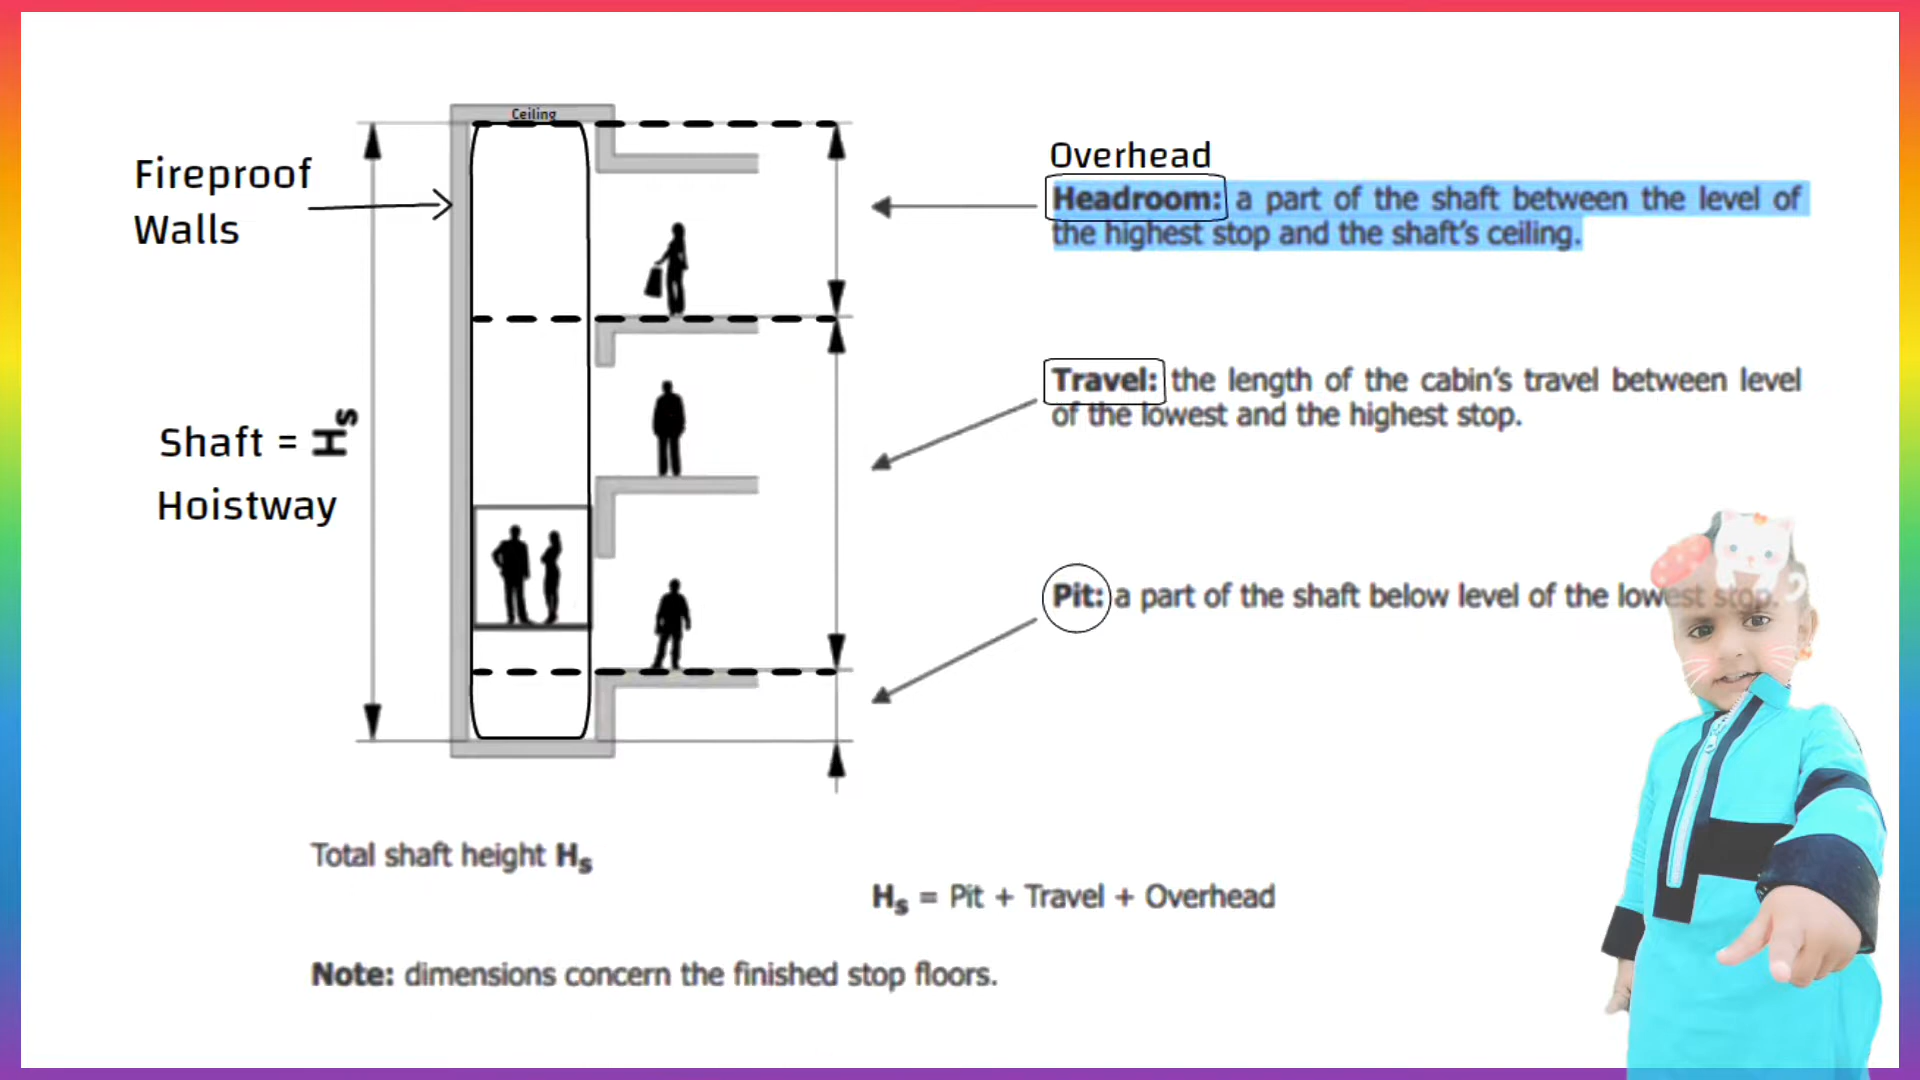 Ceiling
Fireproof
Walls
Shaft = Hs
Hoistway
Overhead
Headroom: a part of the shaft between the level of
the highest stop and the shaft's ceiling.
Travel: the length of the cabin's travel between level
of the lowest and the highest stop.
Pit: a part of the shaft below level of the lowest stop.
Total shaft height Hs
Hs = Pit + Travel + Overhead
Note: dimensions concern the finished stop floors.